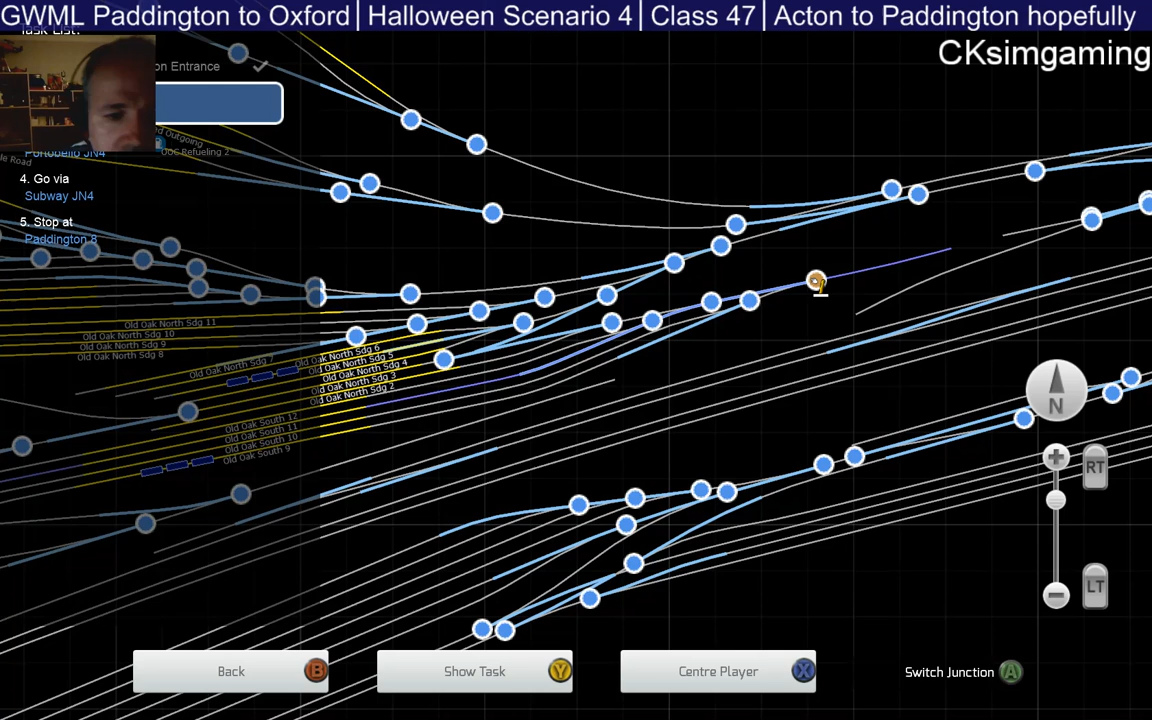 GWML Paddington to Oxford| Halloween Scenario 4| Class 47| Acton to Paddington hopefully
CKsimgaming
Task List:
on Entrance
Outgoing
OOC Refueling 2
le Road
Portobello JN4
4. Go via
Subway JN4
5. Stop at
Paddington 8
Old Oak North Sdg 11
Old Oak North Sdg 10
Old Oak North Sdg 9
Old Oak North Sdg 8
Old Oak North Sdg 7
Old Oak North Sdg 6
Old Oak North Sdg 5
Old Oak North Sdg 4
Old Oak North Sdg 3
Old Oak North Sdg 2
Old Oak South 12
Old Oak South 11
Old Oak South 10
Old Oak South 9
N
RT
LT
Back B
Show Task Y
Centre Player X
Switch Junction A